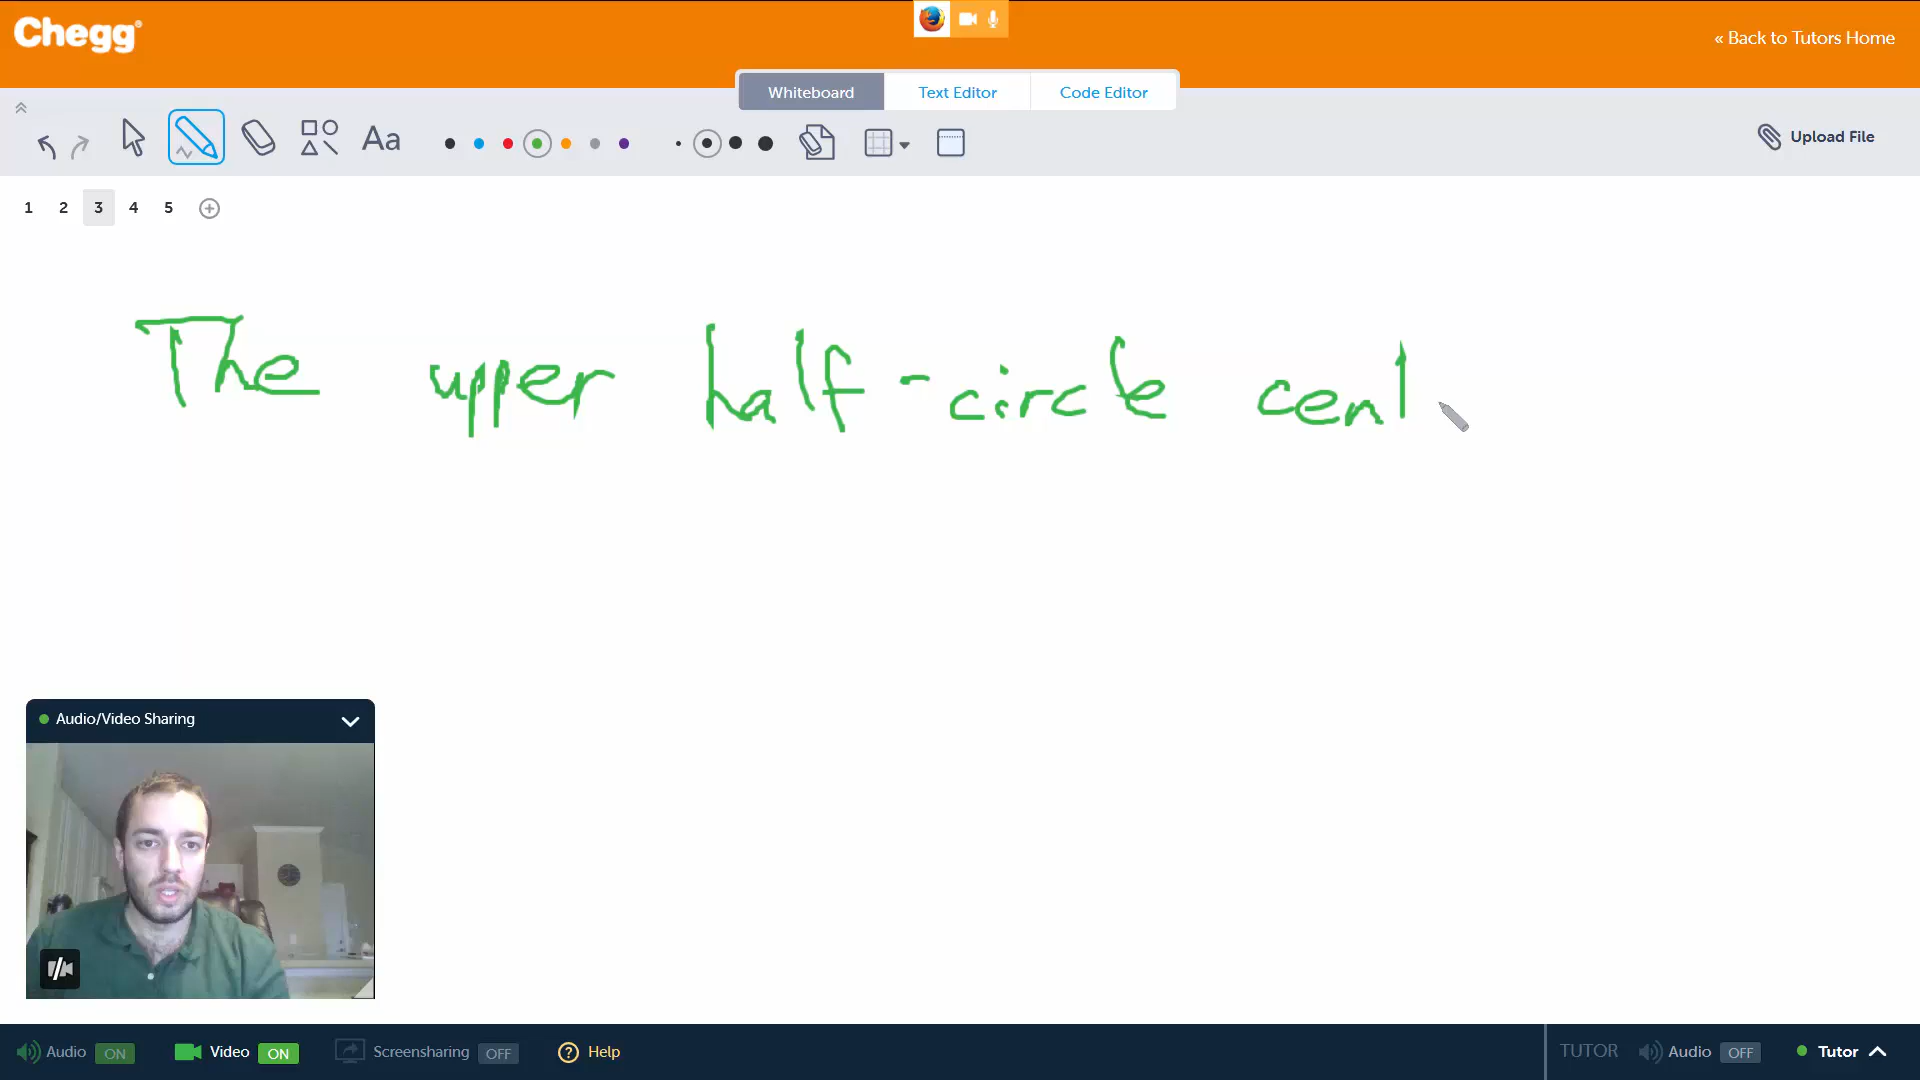 Chegg
« Back to Tutors Home
Whiteboard Text Editor Code Editor
Aa
Upload File
1 2 3 4 5
The upper half-circle cent
Audio/Video Sharing
Audio ON Video ON Screensharing OFF ? Help TUTOR Audio OFF Tutor